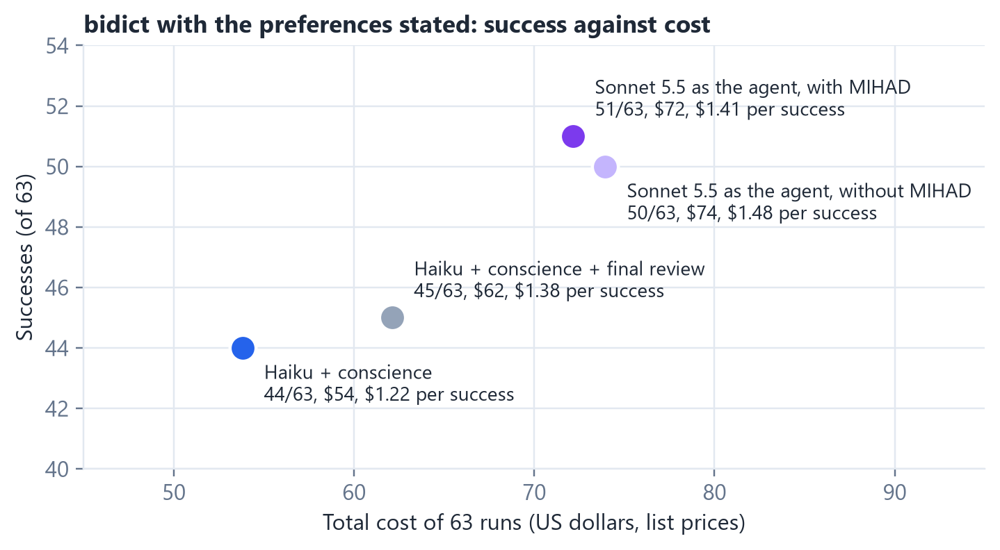 bidict with the preferences stated: success against cost
54
52
50
48
46
44
42
40
Successes (of 63)
Sonnet 5.5 as the agent, with MIHAD
51/63, $72, $1.41 per success
Sonnet 5.5 as the agent, without MIHAD
50/63, $74, $1.48 per success
Haiku + conscience + final review
45/63, $62, $1.38 per success
Haiku + conscience
44/63, $54, $1.22 per success
50 60 70 80 90
Total cost of 63 runs (US dollars, list prices)